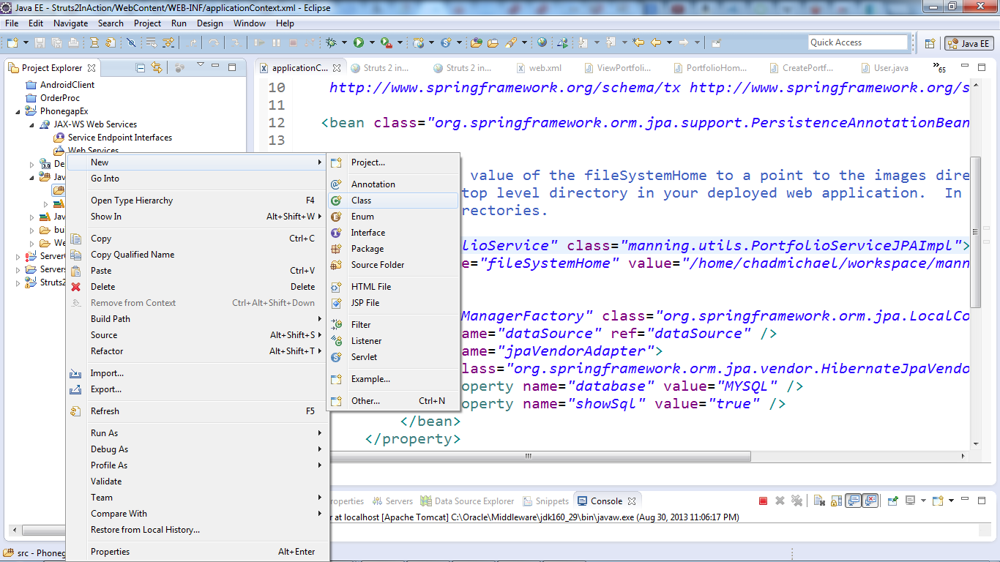 Java EE - Struts2InAction/WebContent/WEB-INF/applicationContext.xml - Eclipse
File Edit Navigate Search Project Run Design Window Help
Quick Access
Java EE
Project Explorer
AndroidClient
OrderProc
PhonegapEx
JAX-WS Web Services
Service Endpoint Interfaces
Web Services
De
Jav
Jav
bu
We
Server
Servers
Struts2
New
Go Into
Open Type Hierarchy F4
Show In Alt+Shift+W
Copy Ctrl+C
Copy Qualified Name
Paste Ctrl+V
Delete Delete
Remove from Context Ctrl+Alt+Shift+Down
Build Path
Source Alt+Shift+S
Refactor Alt+Shift+T
Import...
Export...
Refresh F5
Run As
Debug As
Profile As
Validate
Team
Compare With
Restore from Local History...
Properties Alt+Enter
Project...
Annotation
Class
Enum
Interface
Package
Source Folder
HTML File
JSP File
Filter
Listener
Servlet
Example...
Other... Ctrl+N
applicationC... Struts 2 in... Struts 2 in... web.xml ViewPortfoli... PortfolioHom... CreatePortf... User.java »65
10 http://www.springframework.org/schema/tx http://www.springframework.org/s
11
12 <bean class="org.springframework.orm.jpa.support.PersistenceAnnotationBean
13
value of the fileSystemHome to a point to the images dire
top level directory in your deployed web application. In
rectories.
lioService" class="manning.utils.PortfolioServiceJPAImpl">
e="fileSystemHome" value="/home/chadmichael/workspace/mann
ManagerFactory" class="org.springframework.orm.jpa.LocalCo
ame="dataSource" ref="dataSource" />
ame="jpaVendorAdapter">
lass="org.springframework.orm.jpa.vendor.HibernateJpaVendo
operty name="database" value="MYSQL" />
operty name="showSql" value="true" />
</bean>
</property>
roperties Servers Data Source Explorer Snippets Console
r at localhost [Apache Tomcat] C:\Oracle\Middleware\jdk160_29\bin\javaw.exe (Aug 30, 2013 11:06:17 PM)
src - Phoneg